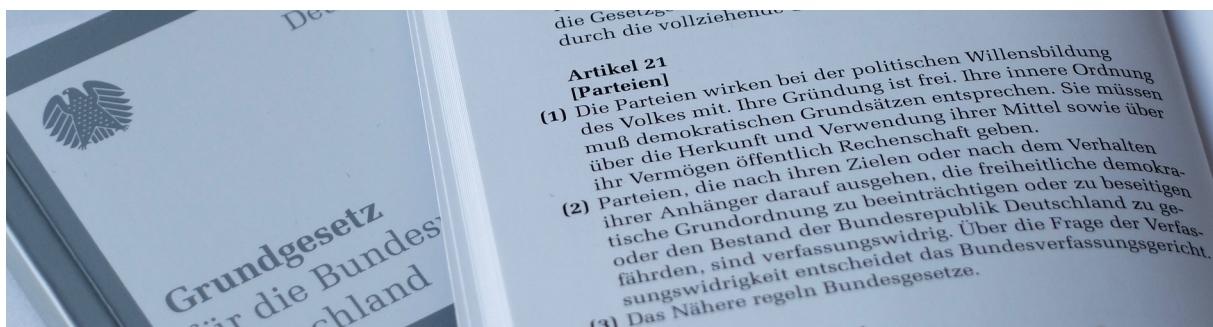 Grundgesetz
für die Bundes
chland
die Gesetzg
durch die vollziehende
Artikel 21
[Parteien]
(1) Die Parteien wirken bei der politischen Willensbildung
des Volkes mit. Ihre Gründung ist frei. Ihre innere Ordnung
muß demokratischen Grundsätzen entsprechen. Sie müssen
über die Herkunft und Verwendung ihrer Mittel sowie über
ihr Vermögen öffentlich Rechenschaft geben.
(2) Parteien, die nach ihren Zielen oder nach dem Verhalten
ihrer Anhänger darauf ausgehen, die freiheitliche demokra-
tische Grundordnung zu beeinträchtigen oder zu beseitigen
oder den Bestand der Bundesrepublik Deutschland zu ge-
fährden, sind verfassungswidrig. Über die Frage der Verfas-
sungswidrigkeit entscheidet das Bundesverfassungsgericht.
(3) Das Nähere regeln Bundesgesetze.